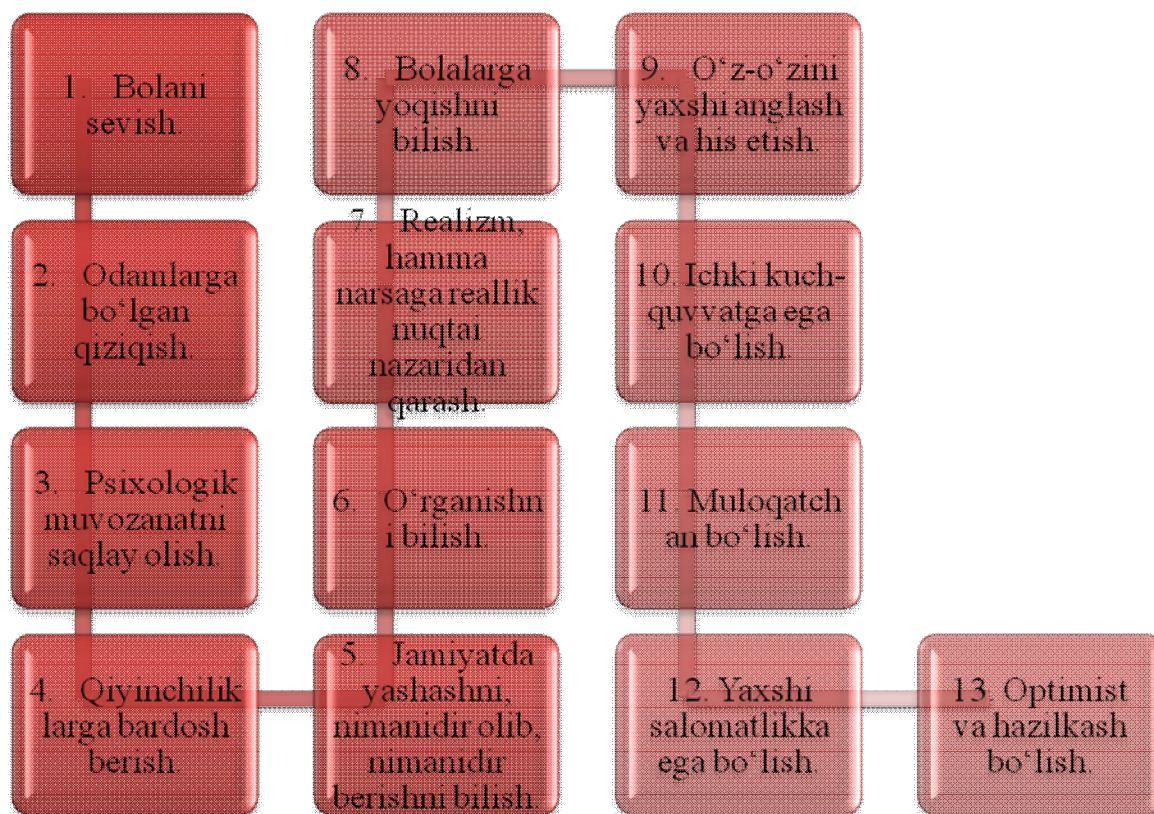 1. Bolani
sevish.
2. Odamlarga
bo‘lgan
qiziqish.
3. Psixologik
muvozanatni
saqlay olish.
4. Qiyinchilik
larga bardosh
berish.
5. Jamiyatda
yashashni,
nimanidir olib,
nimanidir
berishni bilish.
6. O‘rganishn
i bilish.
7. Realizm,
hamma
narsaga reallik
nuqtai
nazaridan
qarash.
8. Bolalarga
yoqishni
bilish.
9. O‘z-o‘zini
yaxshi anglash
va his etish.
10. Ichki kuch-
quvvatga ega
bo‘lish.
11. Muloqatch
an bo‘lish.
12. Yaxshi
salomatlikka
ega bo‘lish.
13. Optimist
va hazilkash
bo‘lish.